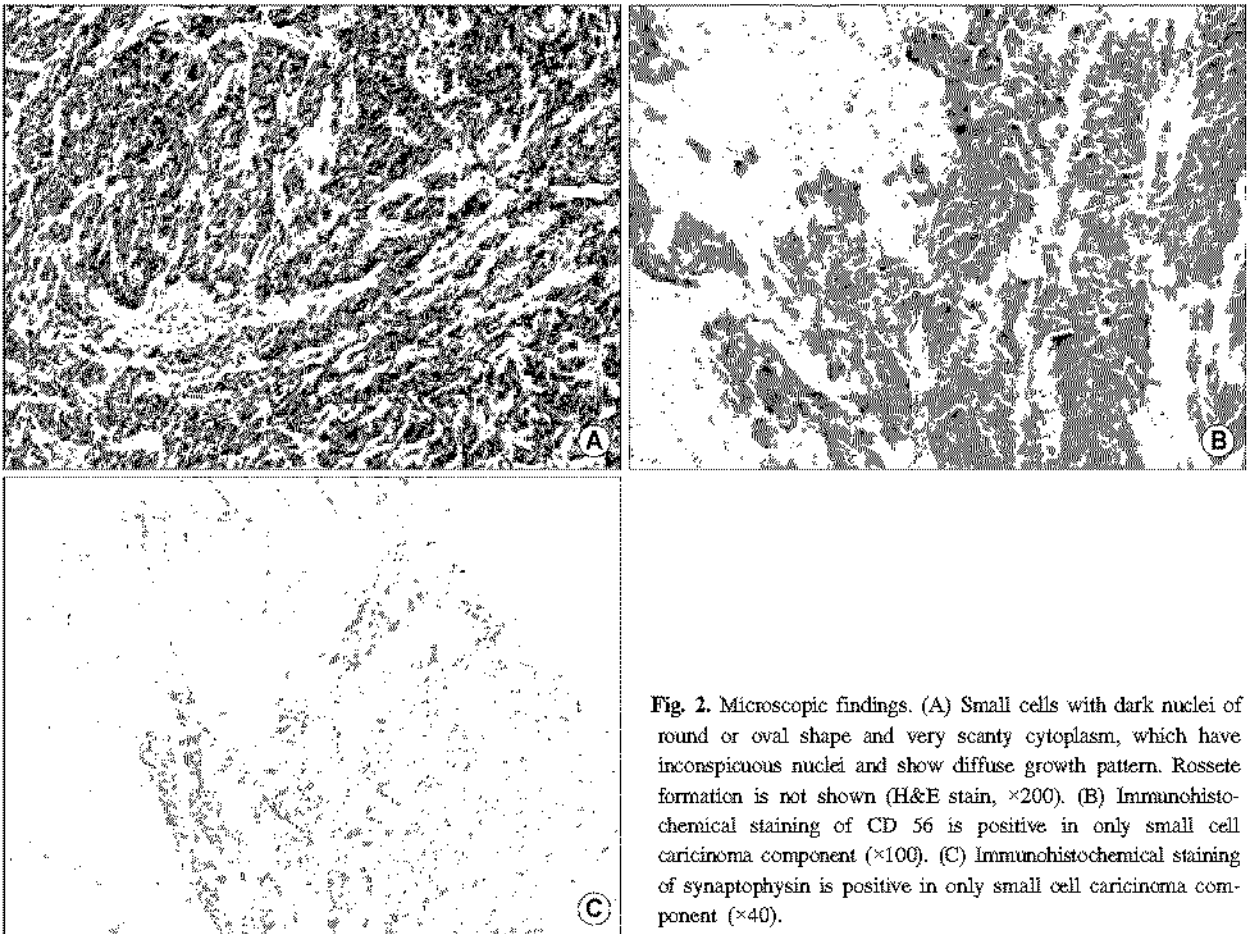 A
B
C
Fig. 2. Microscopic findings. (A) Small cells with dark nuclei of
round or oval shape and very scanty cytoplasm, which have
inconspicuous nuclei and show diffuse growth pattern. Rossete
formation is not shown (H&E stain, ×200). (B) Immunohisto-
chemical staining of CD 56 is positive in only small cell
caricinoma component (×100). (C) Immunohistochemical staining
of synaptophysin is positive in only small cell caricinoma com-
ponent (×40).